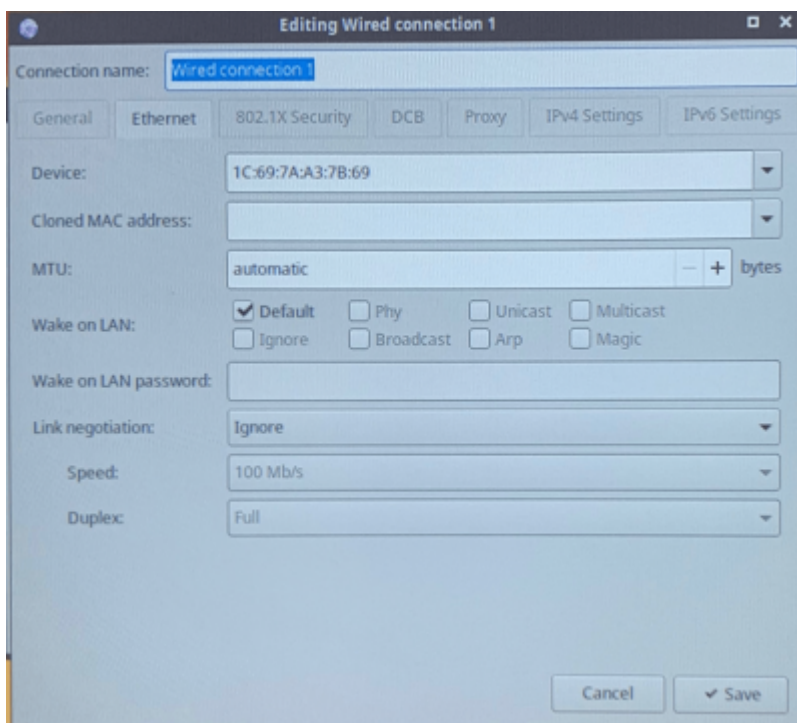 Editing Wired connection 1
Connection name: Wired connection 1
General Ethernet 802.1X Security DCB Proxy IPv4 Settings IPv6 Settings
Device: 1C:69:7A:A3:7B:69
Cloned MAC address:
MTU: automatic bytes
Wake on LAN: Default Phy Unicast Multicast
Ignore Broadcast Arp Magic
Wake on LAN password:
Link negotiation: Ignore
Speed: 100 Mb/s
Duplex: Full
Cancel Save